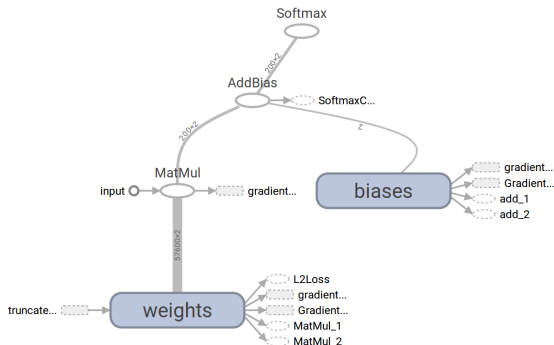 Softmax
200×2
AddBias
SoftmaxC...
200×2
2
MatMul
input
gradient...
biases
gradient...
Gradient...
add_1
add_2
57600×2
truncate...
weights
L2Loss
gradient...
Gradient...
MatMul_1
MatMul_2